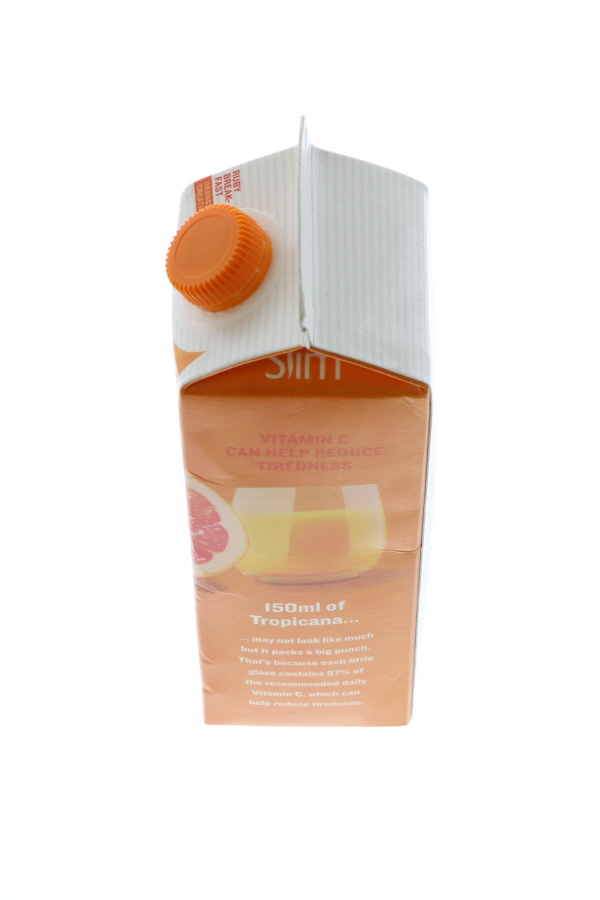 RUBY
BREAK-
FAST
Slim
VITAMIN C
CAN HELP REDUCE
TIREDNESS
150ml of
Tropicana...
... may not look like much
but it packs a big punch.
That's because each little
glass contains 57% of
the recommended daily
Vitamin C, which can
help reduce tiredness.